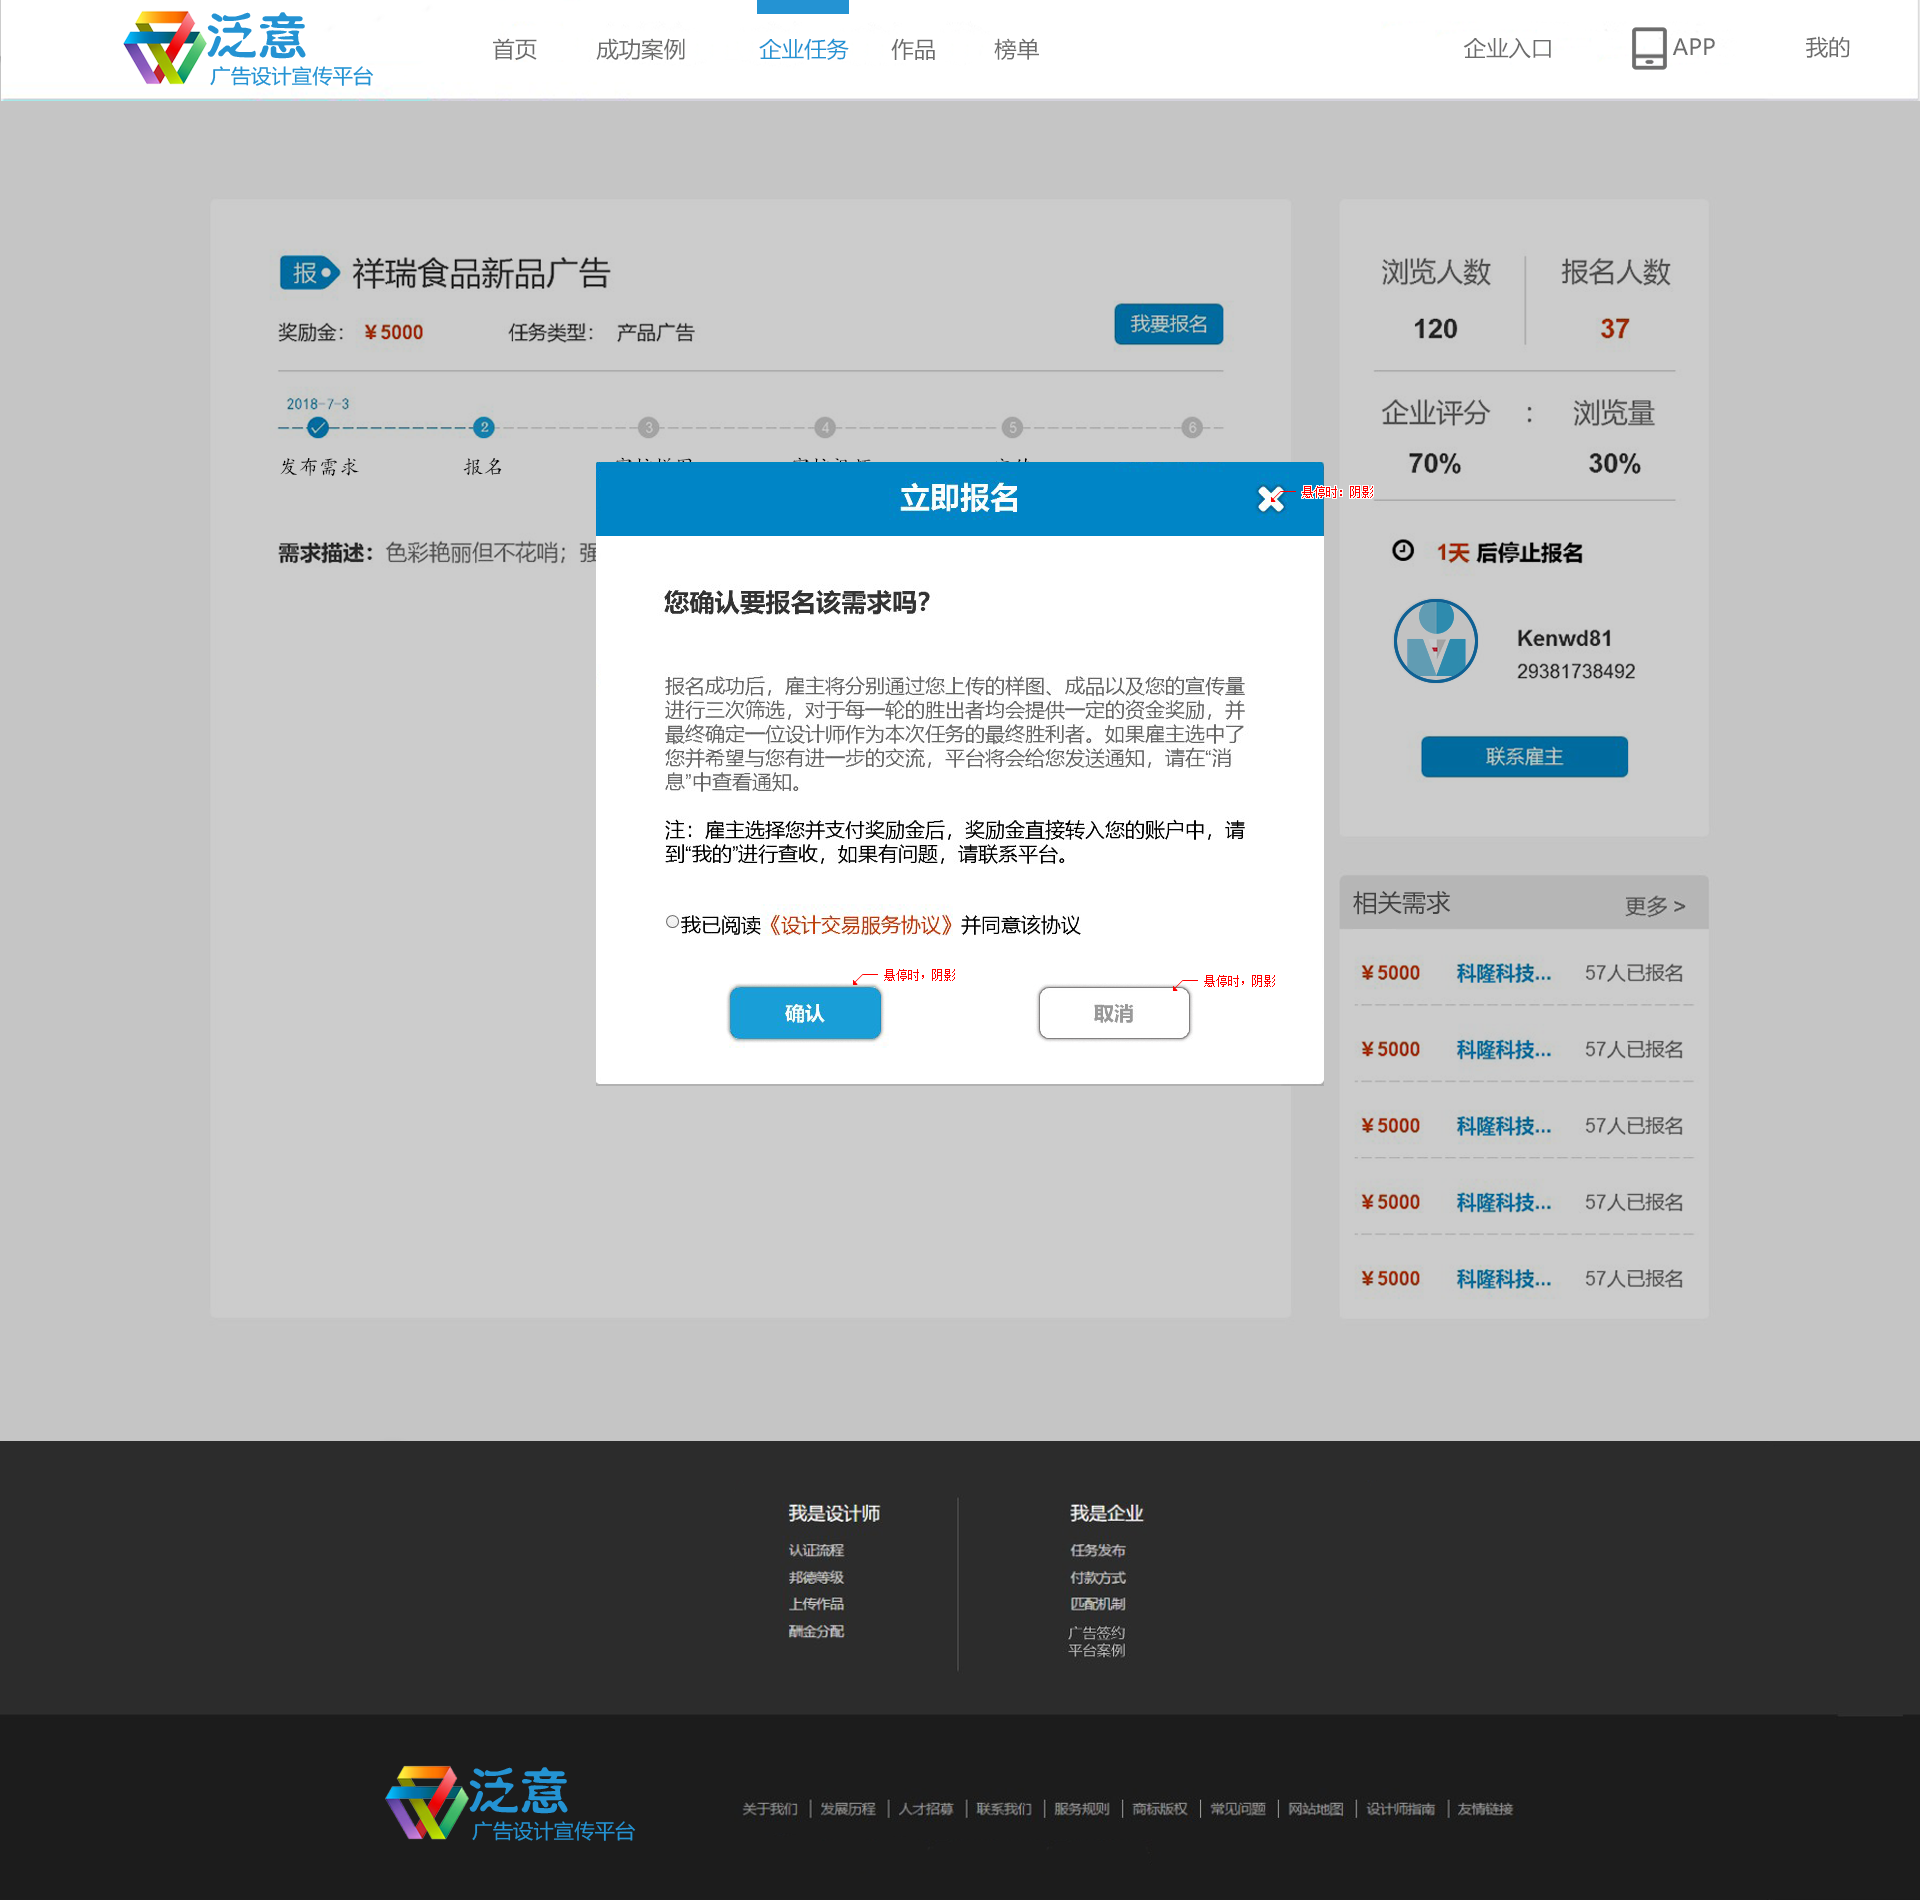 泛意
广告设计宣传平台
首页
成功案例
企业任务
作品
榜单
企业入口
APP
我的
报
祥瑞食品新品广告
奖励金：
¥5000
任务类型：
产品广告
我要报名
2018-7-3
2
3
4
5
6
发布需求
报名
需求描述：色彩艳丽但不花哨；强
浏览人数
报名人数
120
37
企业评分
：
浏览量
70%
30%
1天 后停止报名
Kenwd81
29381738492
联系雇主
立即报名
悬停时：阴影
您确认要报名该需求吗？
报名成功后，雇主将分别通过您上传的样图、成品以及您的宣传量
进行三次筛选，对于每一轮的胜出者均会提供一定的资金奖励，并
最终确定一位设计师作为本次任务的最终胜利者。如果雇主选中了
您并希望与您有进一步的交流，平台将会给您发送通知，请在“消
息”中查看通知。
注：雇主选择您并支付奖励金后，奖励金直接转入您的账户中，请
到“我的”进行查收，如果有问题，请联系平台。
我已阅读《设计交易服务协议》并同意该协议
悬停时，阴影
悬停时，阴影
确认
取消
相关需求
更多 >
¥5000 科隆科技... 57人已报名
¥5000 科隆科技... 57人已报名
¥5000 科隆科技... 57人已报名
¥5000 科隆科技... 57人已报名
¥5000 科隆科技... 57人已报名
我是设计师
认证流程
邦德等级
上传作品
酬金分配
我是企业
任务发布
付款方式
匹配机制
广告签约
平台案例
泛意
广告设计宣传平台
关于我们 | 发展历程 | 人才招募 | 联系我们 | 服务规则 | 商标版权 | 常见问题 | 网站地图 | 设计师指南 | 友情链接